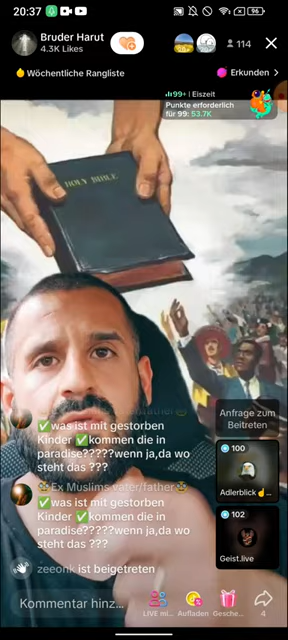 20:37
96
Bruder Harut
4.3K Likes
114
Wöchentliche Rangliste
Erkunden >
99+ | Eiszeit
Punkte erforderlich
für 99: 53.7K
HOLY BIBLE
Anfrage zum
Beitreten
✅was ist mit gestorben
Kinder ✅kommen die in
paradise?????wenn ja,da wo
steht das ???
100
Adlerblick☝...
Ex Muslims vater/father
✅was ist mit gestorben
Kinder ✅kommen die in
paradise?????wenn ja,da wo
steht das ???
102
Geist.live
zeeonk ist beigetreten
Kommentar hinz...
LIVE mi...
Aufladen
Gesche...
4